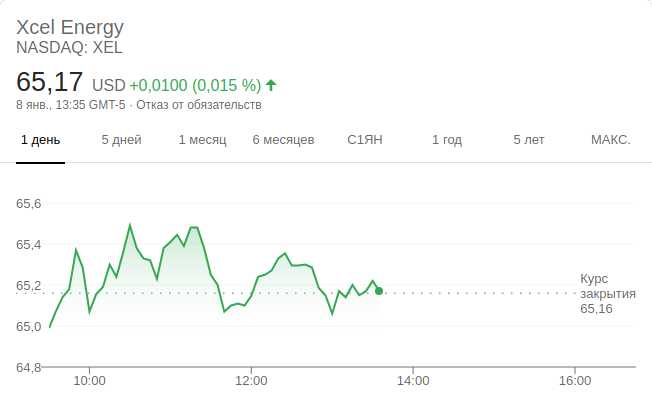 Xcel Energy
NASDAQ: XEL
65,17 USD +0,0100 (0,015 %)
8 янв., 13:35 GMT-5 · Отказ от обязательств
1 день 5 дней 1 месяц 6 месяцев С1ЯН 1 год 5 лет МАКС.
65,6
65,4
65,2
65,0
64,8
Курс
закрытия
65,16
10:00 12:00 14:00 16:00